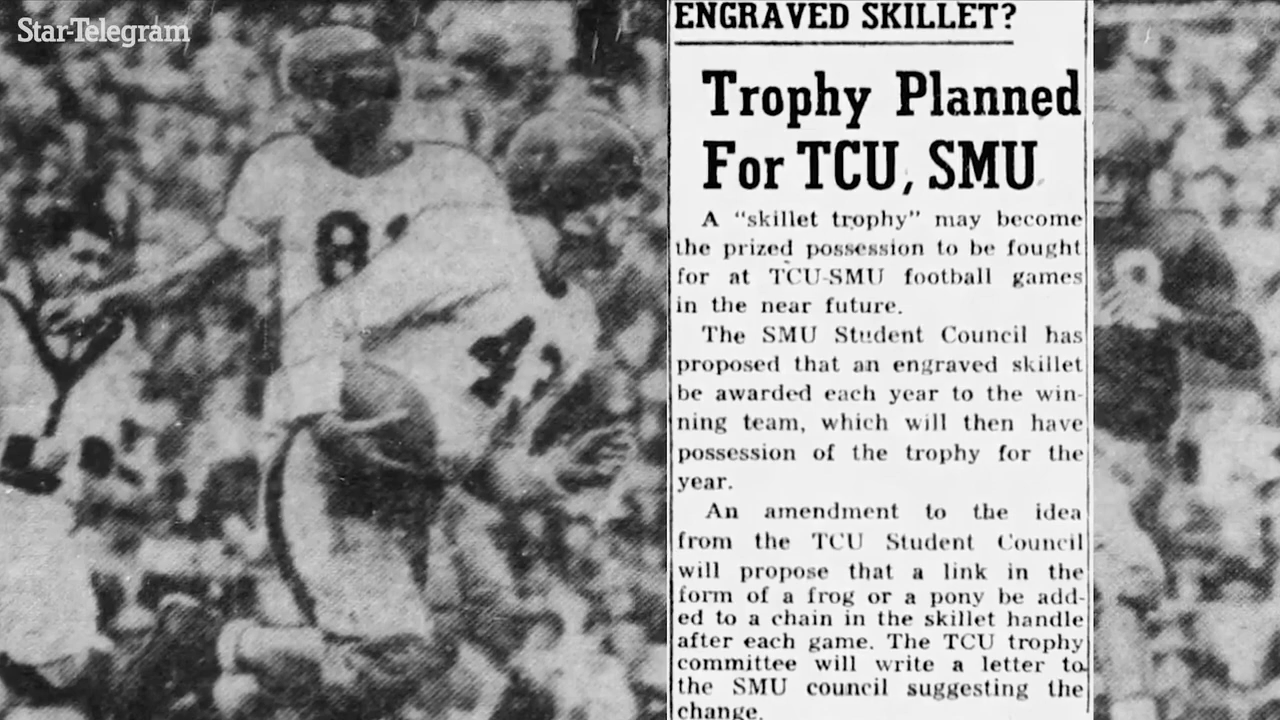 Star-Telegram
ENGRAVED SKILLET?
Trophy Planned
For TCU, SMU
A "skillet trophy" may become
the prized possession to be fought
for at TCU-SMU football games
in the near future.
The SMU Student Council has
proposed that an engraved skillet
be awarded each year to the win-
ning team, which will then have
possession of the trophy for the
year.
An amendment to the idea
from the TCU Student Council
will propose that a link in the
form of a frog or a pony be add-
ed to a chain in the skillet handle
after each game. The TCU trophy
committee will write a letter to
the SMU council suggesting the
change.